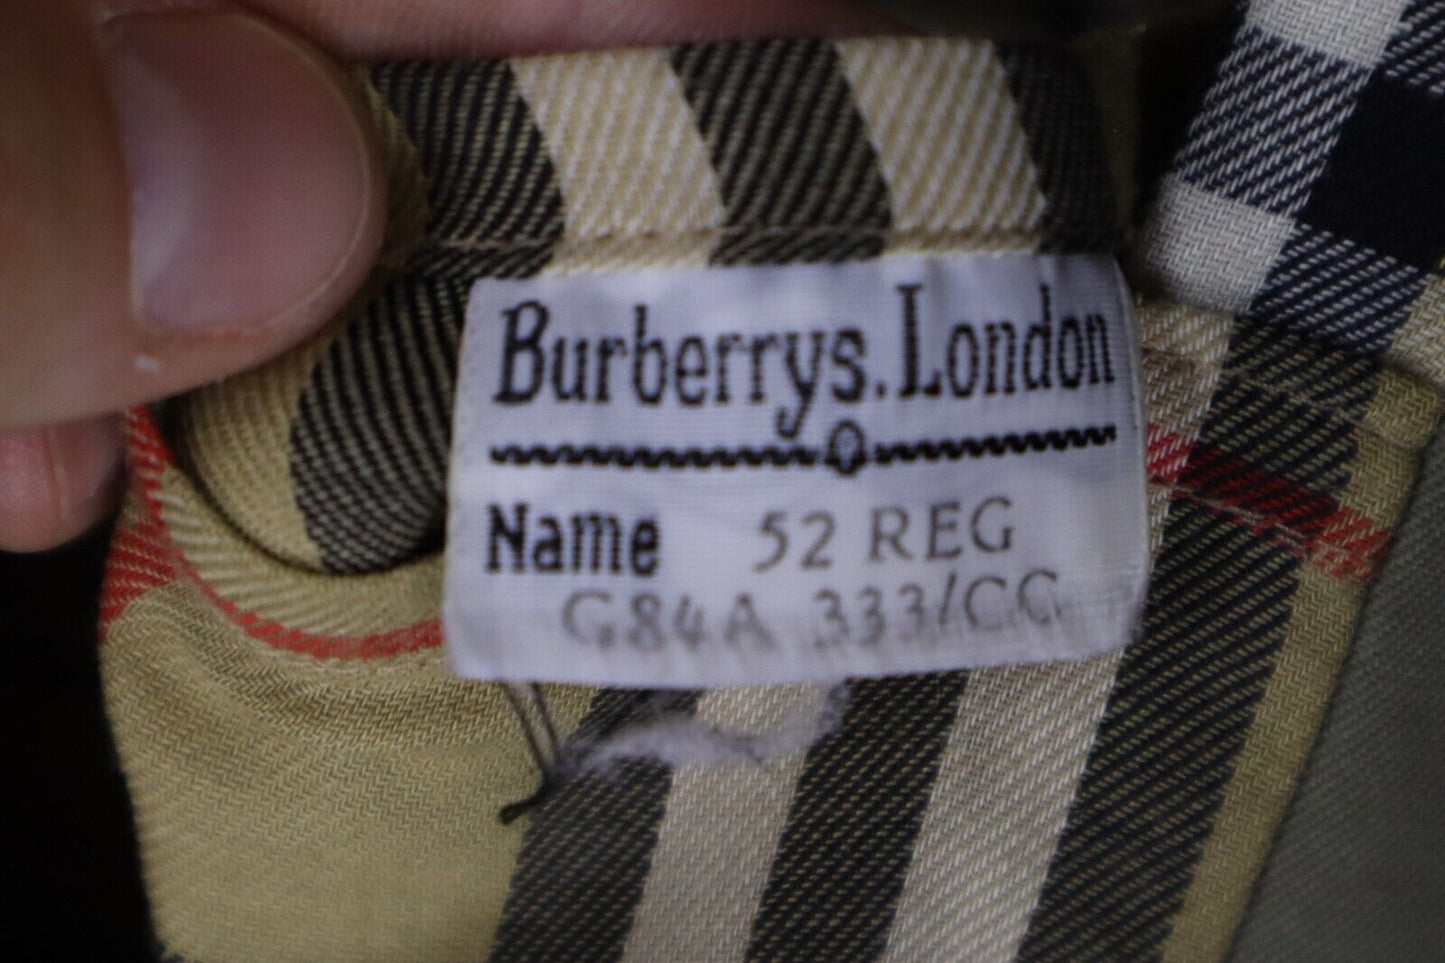 Burberrys. London
Name 52 REG
G84A 333/CC